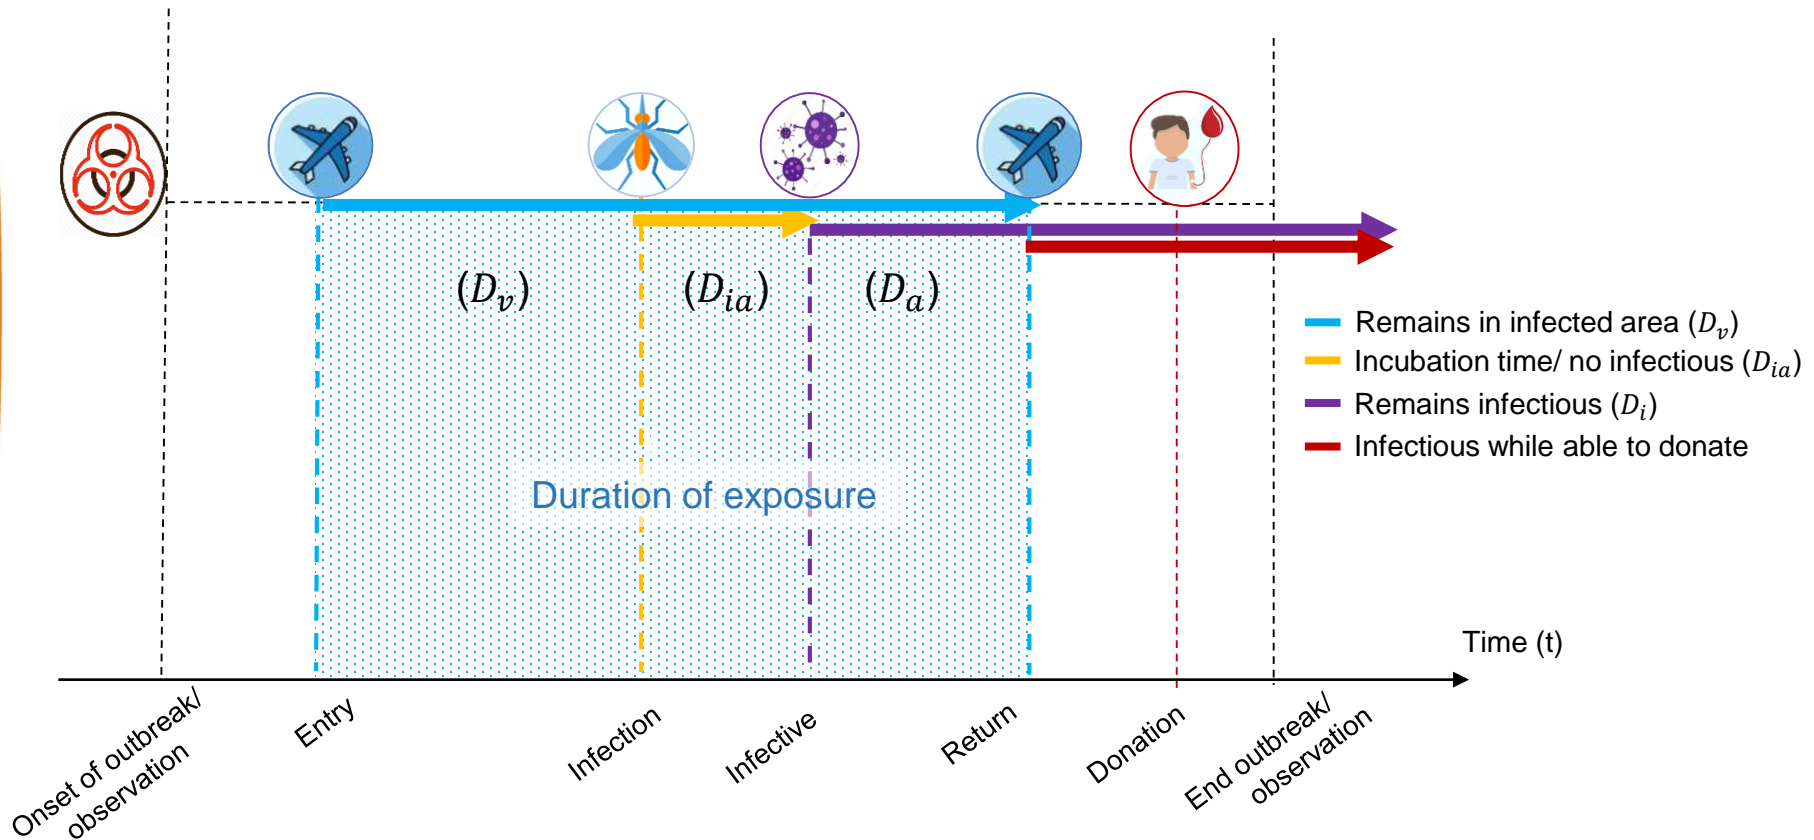 (D_v)
(D_ia)
(D_a)
Remains in infected area (D_v)
Incubation time/ no infectious (D_ia)
Remains infectious (D_i)
Infectious while able to donate
Duration of exposure
Time (t)
Onset of outbreak/
observation
Entry
Infection
Infective
Return
Donation
End outbreak/
observation